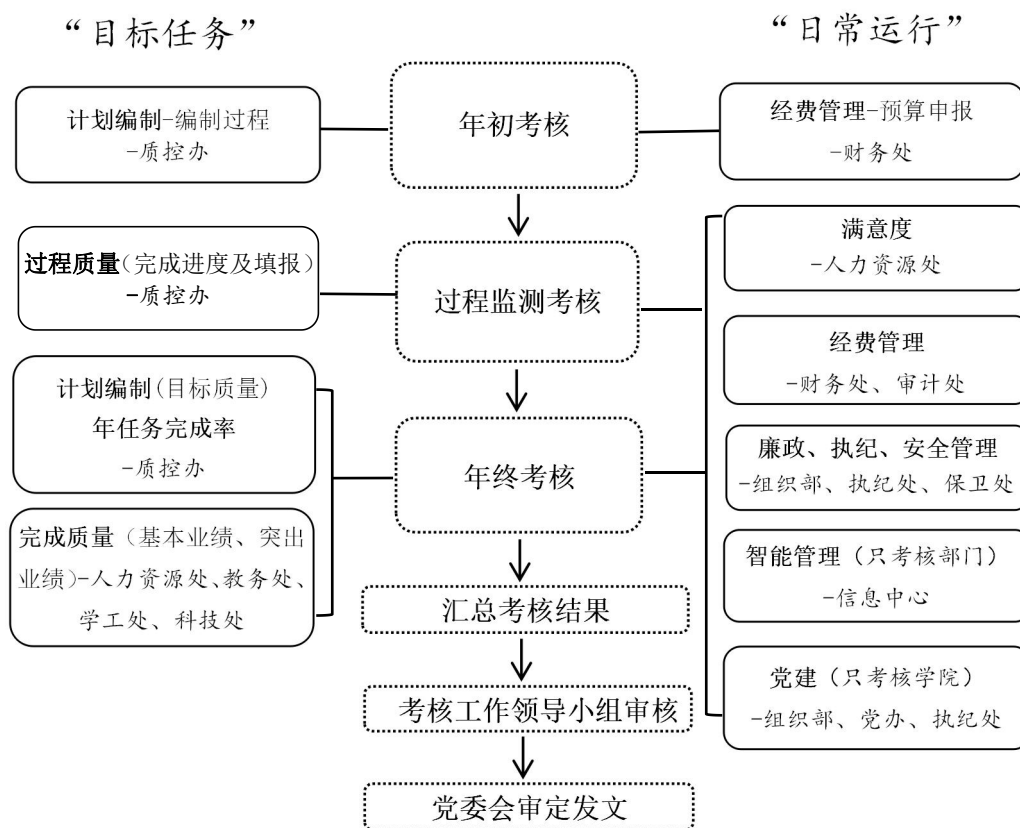 “目标任务”
“日常运行”
计划编制-编制过程
-质控办
年初考核
经费管理-预算申报
-财务处
过程质量(完成进度及填报)
-质控办
过程监测考核
满意度
-人力资源处
经费管理
-财务处、审计处
计划编制(目标质量)
年任务完成率
-质控办
年终考核
廉政、执纪、安全管理
-组织部、执纪处、保卫处
完成质量（基本业绩、突出
业绩)-人力资源处、教务处、
学工处、科技处
智能管理（只考核部门）
-信息中心
汇总考核结果
党建（只考核学院）
-组织部、党办、执纪处
考核工作领导小组审核
党委会审定发文